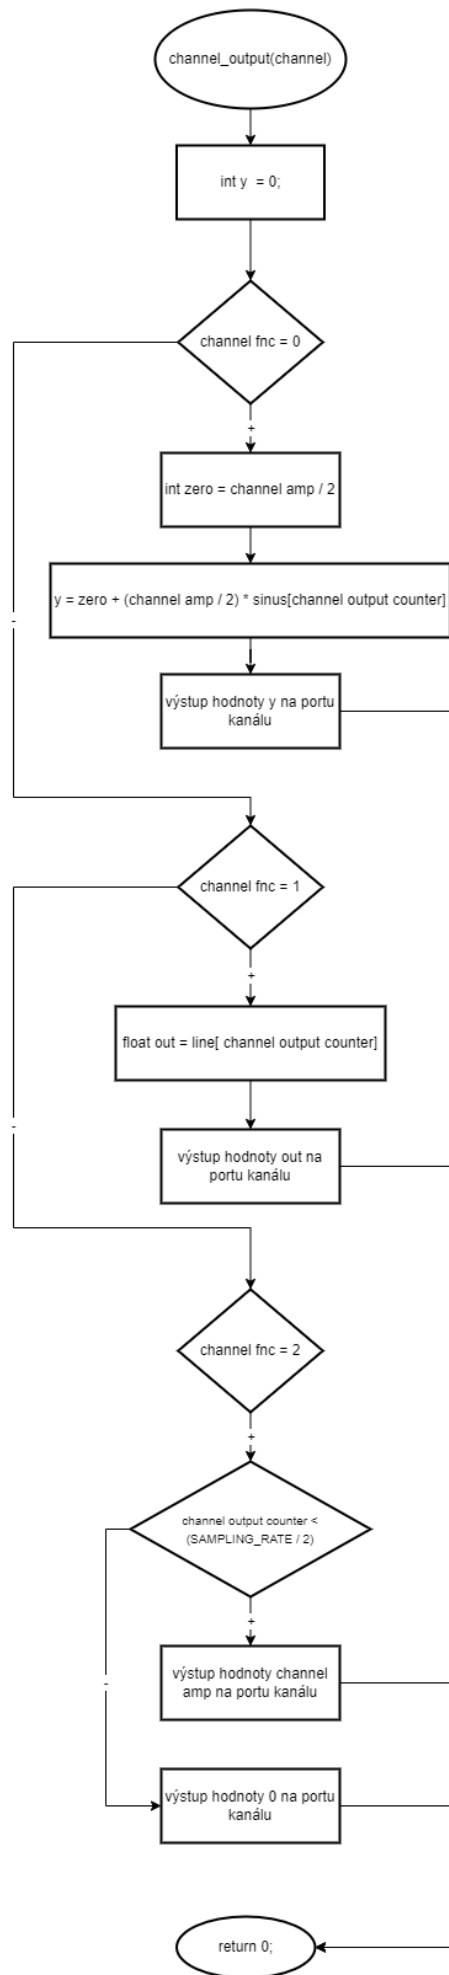 channel_output(channel)
int y = 0;
channel fnc = 0
+
int zero = channel amp / 2
y = zero + (channel amp / 2) * sinus[channel output counter]
-
výstup hodnoty y na portu
kanálu
channel fnc = 1
+
float out = line[ channel output counter]
-
výstup hodnoty out na
portu kanálu
channel fnc = 2
+
channel output counter <
(SAMPLING_RATE / 2)
+
výstup hodnoty channel
amp na portu kanálu
-
výstup hodnoty 0 na portu
kanálu
return 0;